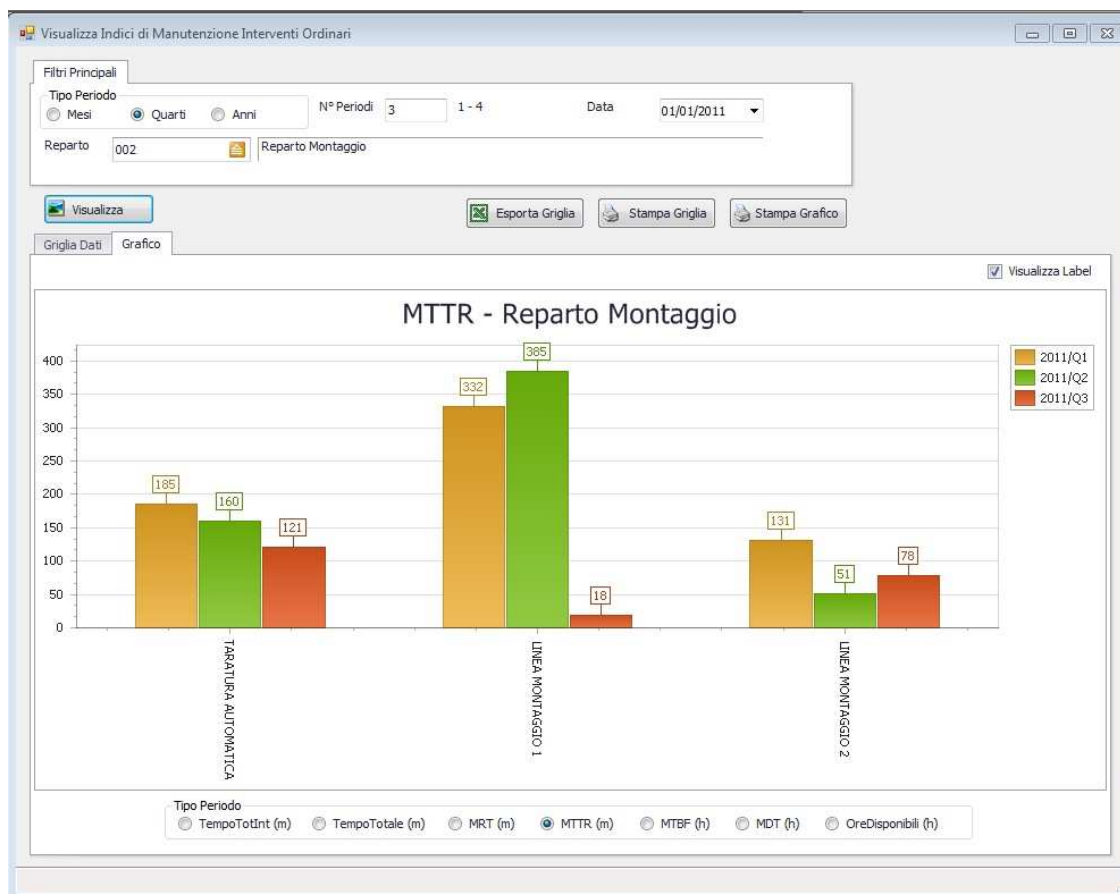 Visualizza Indici di Manutenzione Interventi Ordinari
Filtri Principali
Tipo Periodo
Mesi Quarti Anni N° Periodi 3 1 - 4 Data 01/01/2011
Reparto 002 Reparto Montaggio
Visualizza Esporta Griglia Stampa Griglia Stampa Grafico
Griglia Dati Grafico
Visualizza Label
MTTR - Reparto Montaggio
400
350
300
250
200
150
100
50
0
185
160
121
332
385
18
131
51
78
2011/Q1
2011/Q2
2011/Q3
TARATURA AUTOMATICA
LINEA MONTAGGIO 1
LINEA MONTAGGIO 2
Tipo Periodo
TempoTotInt (m) TempoTotale (m) MRT (m) MTTR (m) MTBF (h) MDT (h) OreDisponibili (h)